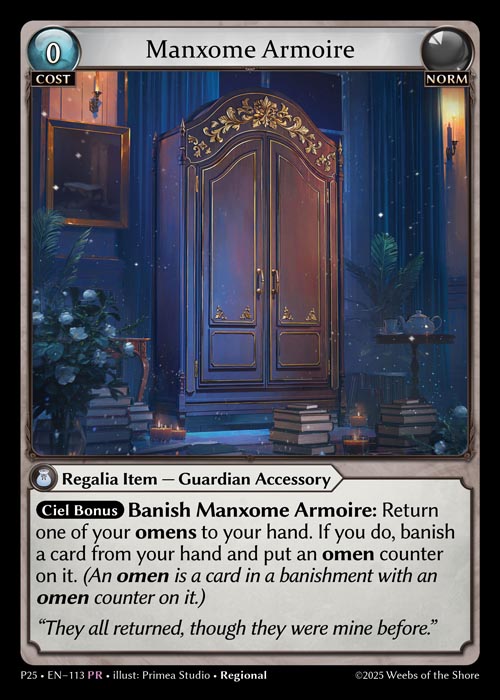 0
Manxome Armoire
COST
NORM
Regalia Item — Guardian Accessory
Ciel Bonus Banish Manxome Armoire: Return
one of your omens to your hand. If you do, banish
a card from your hand and put an omen counter
on it. (An omen is a card in a banishment with an
omen counter on it.)
“They all returned, though they were mine before.”
P25 • EN–113 PR • illust: Primea Studio • Regional
©2025 Weebs of the Shore